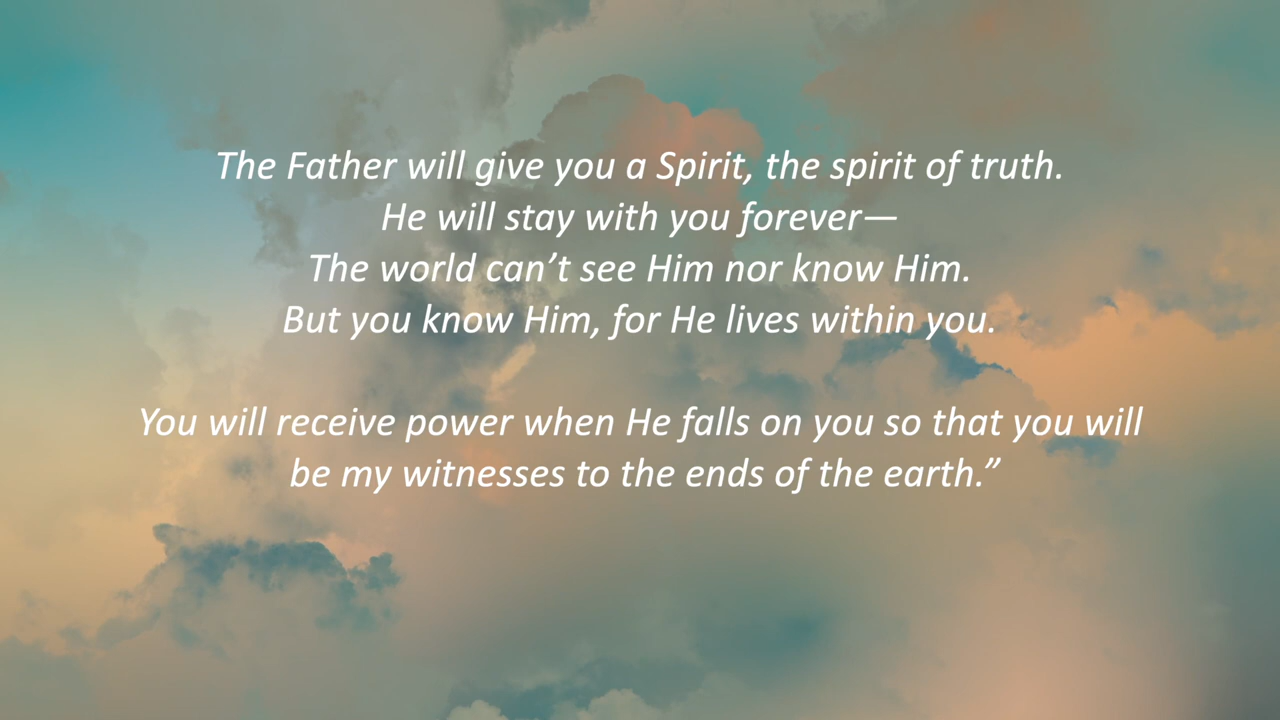 The Father will give you a Spirit, the spirit of truth.
He will stay with you forever—
The world can’t see Him nor know Him.
But you know Him, for He lives within you.
You will receive power when He falls on you so that you will
be my witnesses to the ends of the earth.”